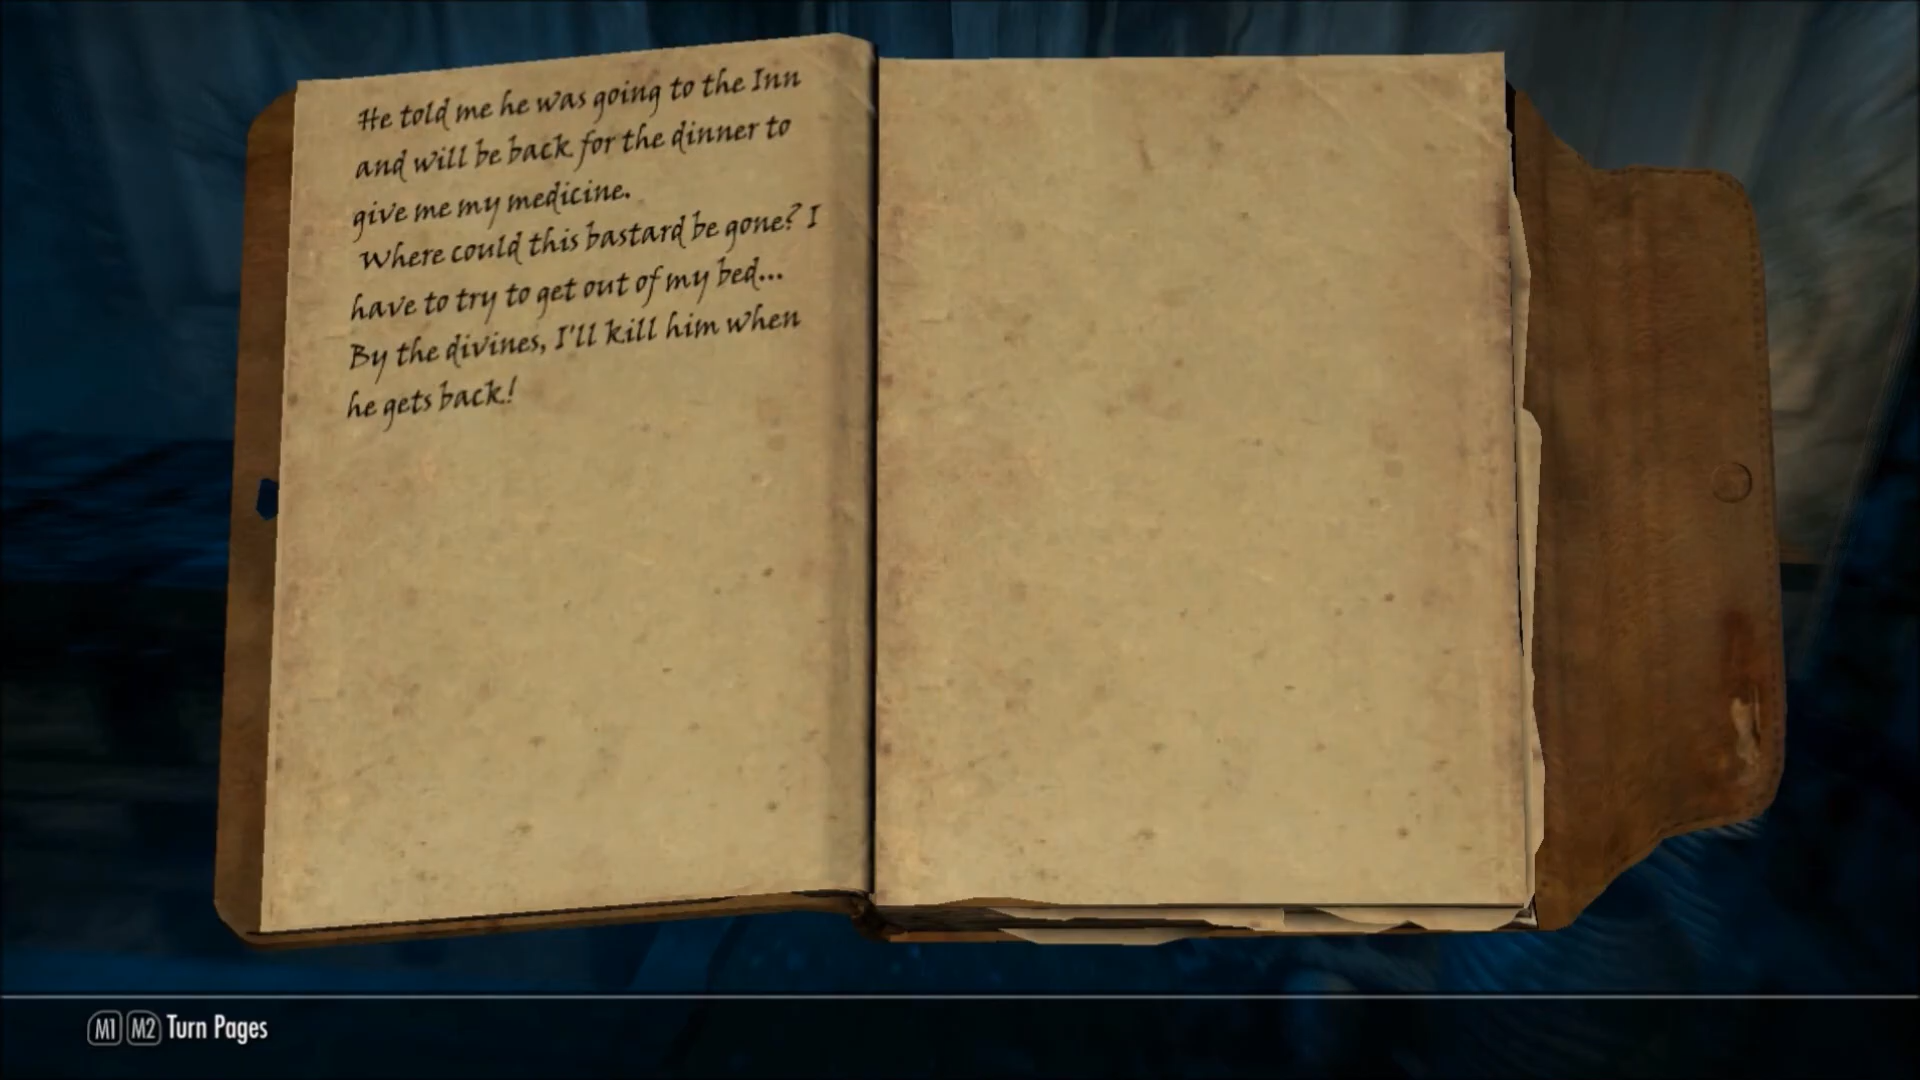 He told me he was going to the Inn
and will be back for the dinner to
give me my medicine.
Where could this bastard be gone? I
have to try to get out of my bed...
By the divines, I'll kill him when
he gets back!
M1 M2 Turn Pages